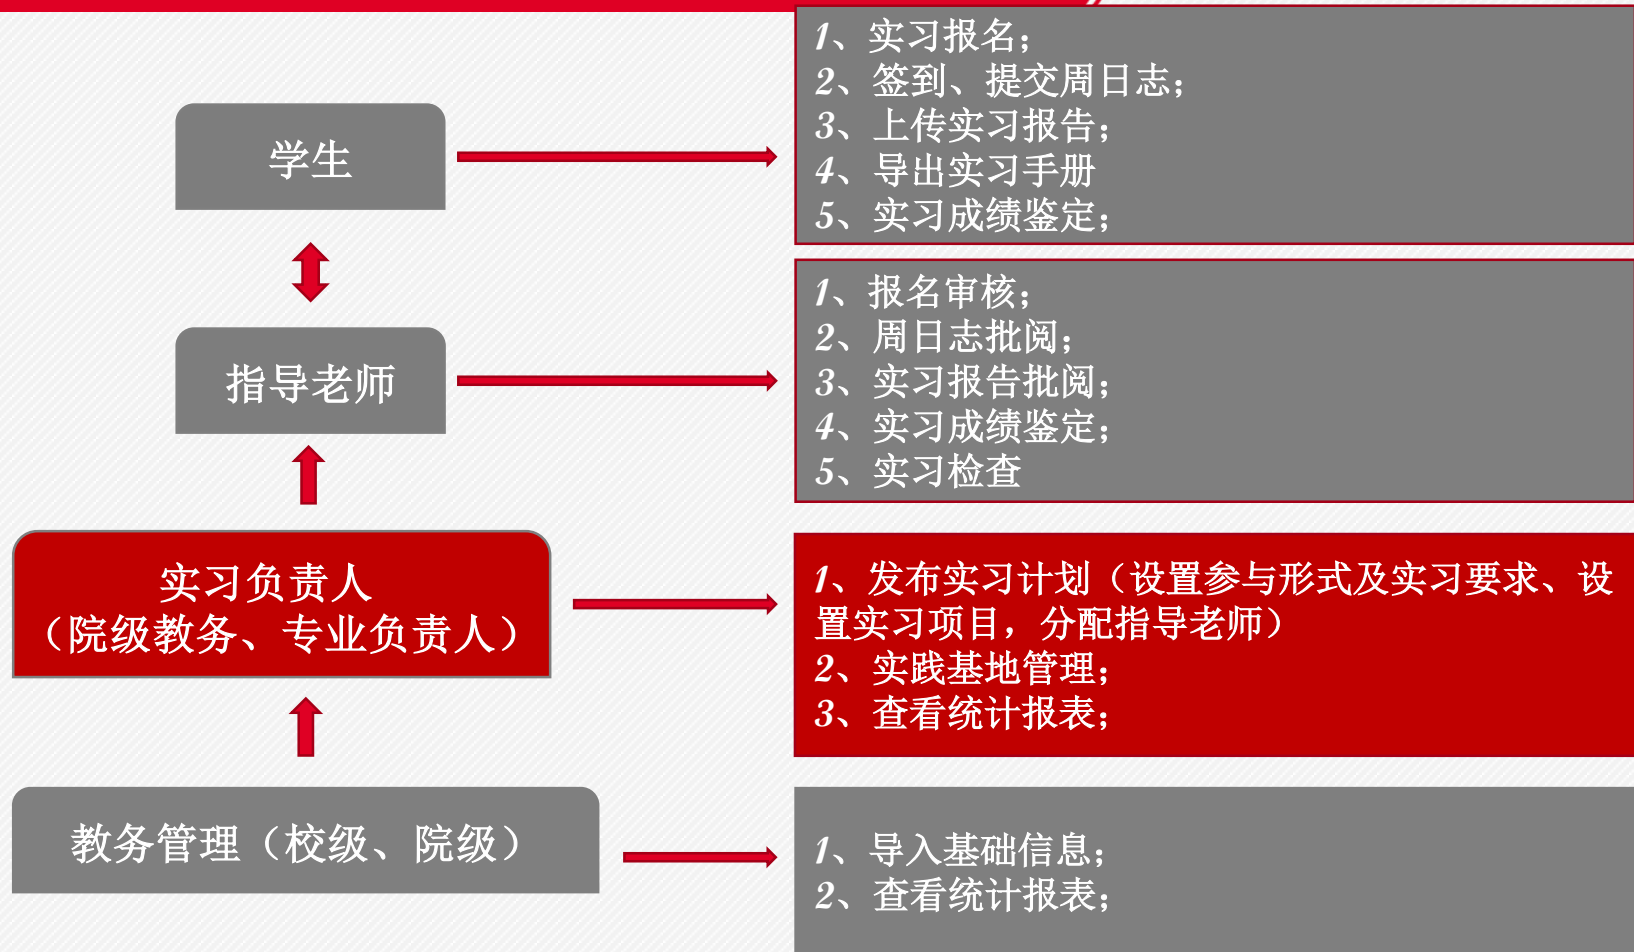 学生
1、实习报名；
2、签到、提交周日志；
3、上传实习报告；
4、导出实习手册
5、实习成绩鉴定；
指导老师
1、报名审核；
2、周日志批阅；
3、实习报告批阅；
4、实习成绩鉴定；
5、实习检查
实习负责人
（院级教务、专业负责人）
1、发布实习计划（设置参与形式及实习要求、设
置实习项目，分配指导老师）
2、实践基地管理；
3、查看统计报表；
教务管理（校级、院级）
1、导入基础信息；
2、查看统计报表；